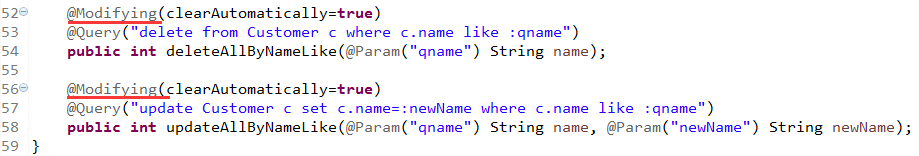 52 @Modifying(clearAutomatically=true)
53 @Query("delete from Customer c where c.name like :qname")
54 public int deleteAllByNameLike(@Param("qname") String name);
55
56 @Modifying(clearAutomatically=true)
57 @Query("update Customer c set c.name=:newName where c.name like :qname")
58 public int updateAllByNameLike(@Param("qname") String name, @Param("newName") String newName);
59 }